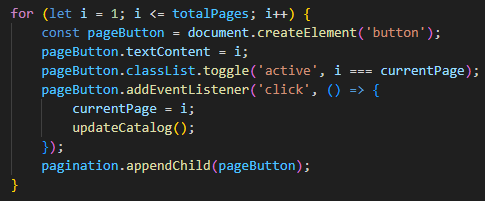 for (let i = 1; i <= totalPages; i++) {
    const pageButton = document.createElement('button');
    pageButton.textContent = i;
    pageButton.classList.toggle('active', i === currentPage);
    pageButton.addEventListener('click', () => {
        currentPage = i;
        updateCatalog();
    });
    pagination.appendChild(pageButton);
}